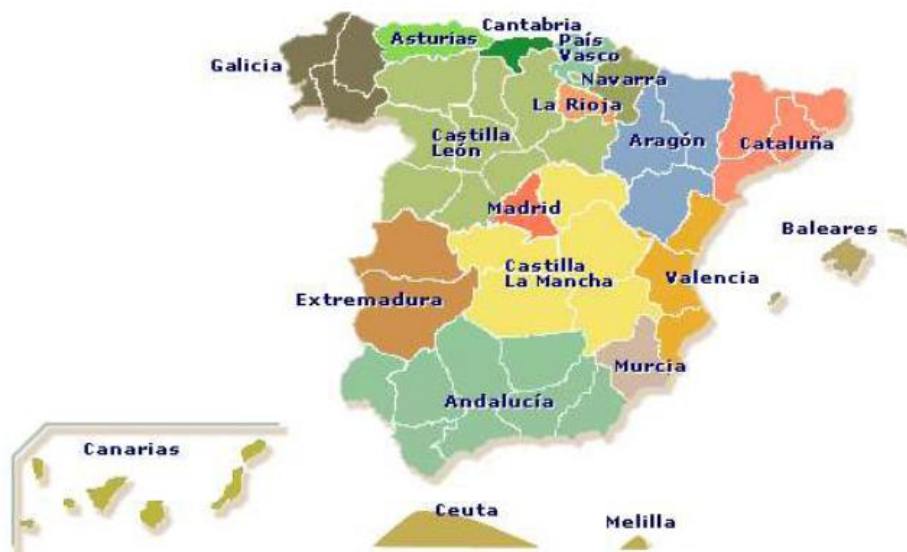 Cantabria
Asturias
País
Vasco
Galicia
Navarra
La Rioja
Castilla
León
Aragón
Cataluña
Madrid
Baleares
Castilla
La Mancha
Valencia
Extremadura
Murcia
Andalucía
Canarias
Ceuta
Melilla